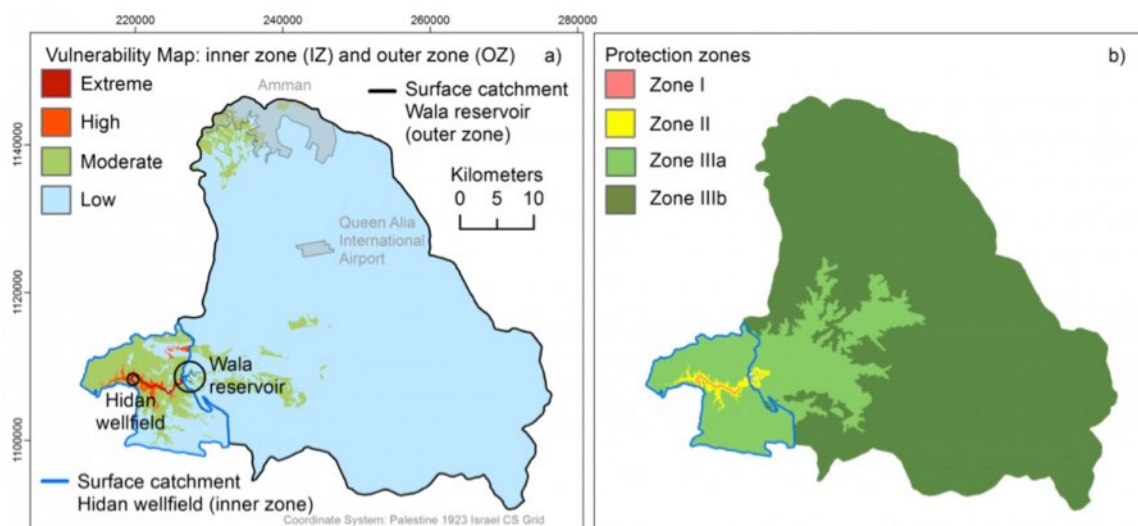 220000
240000
260000
280000
Vulnerability Map: inner zone (IZ) and outer zone (OZ) a)
Extreme
High
Moderate
Low
Amman
Surface catchment
Wala reservoir
(outer zone)
Kilometers
0 5 10
Queen Alia
International
Airport
Wala
reservoir
Hidan
wellfield
Surface catchment
Hidan wellfield (inner zone)
Coordinate System: Palestine 1923 Israel CS Grid
1140000
1120000
1100000
Protection zones b)
Zone I
Zone II
Zone IIIa
Zone IIIb